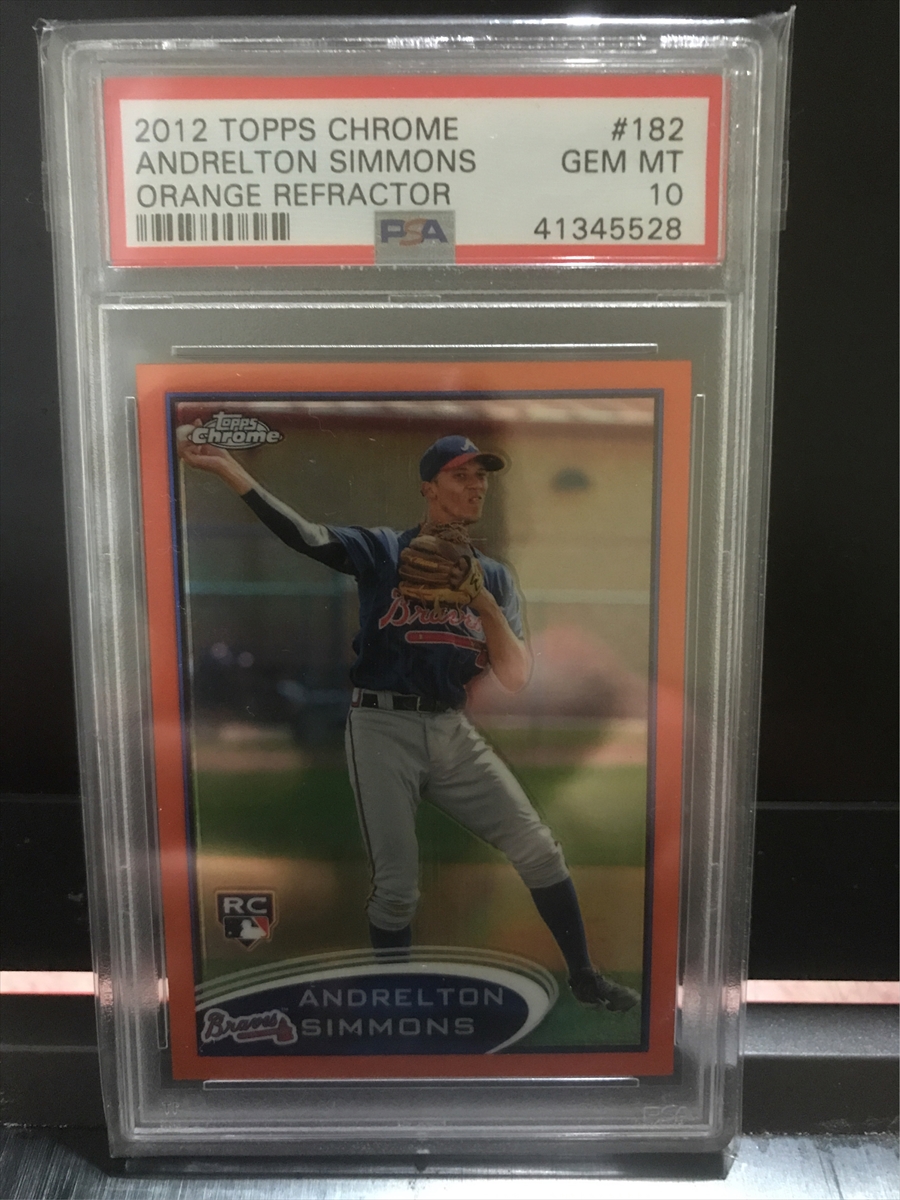 2012 TOPPS CHROME #182
ANDRELTON SIMMONS GEM MT
ORANGE REFRACTOR 10
PSA 41345528
Topps
Chrome
Braves
RC
ANDRELTON
Braves SIMMONS
PSA